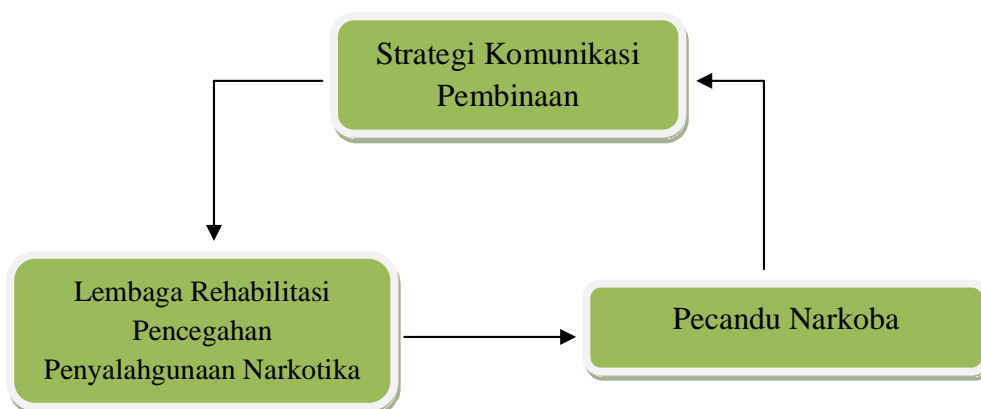 Strategi Komunikasi
Pembinaan
Lembaga Rehabilitasi
Pencegahan
Penyalahgunaan Narkotika
Pecandu Narkoba